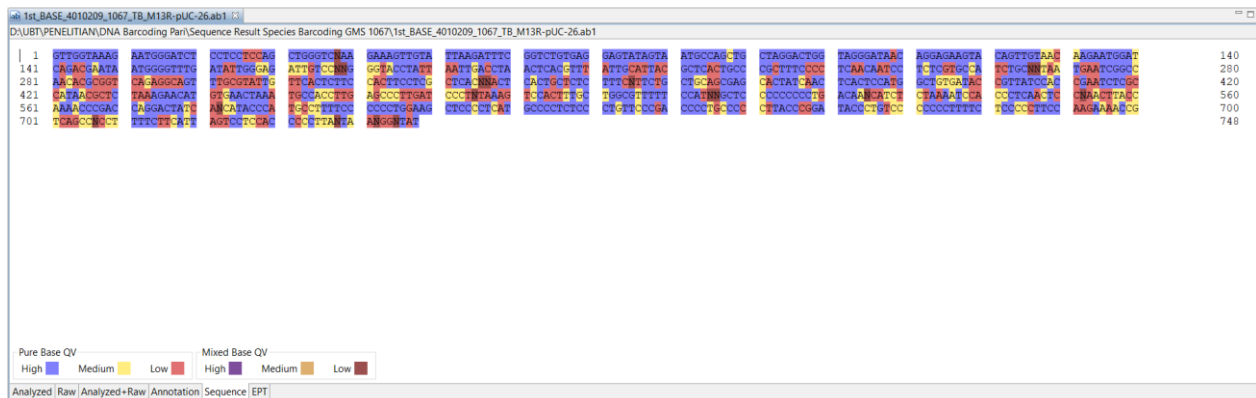 1st_BASE_4010209_1067_TB_M13R-pUC-26.ab1
D:\UBT\PENELITIAN\DNA Barcoding Pari\Sequence Result Species Barcoding GMS 1067\1st_BASE_4010209_1067_TB_M13R-pUC-26.ab1
1 GTTGGTAAAG AATGGGATCT CCTCCTCCAG CTGGGTCNAA GAAAGTTGTA TTAAGATTTC GGTCTGTGAG GAGTATAGTA ATGCCAGCTG CTAGGACTGG TAGGGATAAC AGGAGAAGTA CAGTTGTAAC AAGAATGGAT 140
141 CAGACGAATA ATGGGGTTTG ATATTGGGAG ATTGTCCNNG GGTACCTATT AATTGACCTA ACTCACGTTT ATTGCATTAC GCTCACTGCC CGCTTTCCCC TCAACAATCC TCTCGTGCCA TCTGCNNTAA TGAATCGGCC 280
281 AACACGCGGT CAGAGGCAGT TTGCGTATTG TTCACTCTTC CACTTCCTCG CTCACNNACT CACTGCTCTC TTTCNTTCTG CTGCAGCGAG CACTATCAAC TCACTCCATG GCTGTGATAC CGTTATCCAC CGAATCTCGC 420
421 CATAACGCTC TAAAGAACAT GTGAACTAAA TGCCACCTTG AGCCCTTGAT CCCTNTAAAG TCCACTTTGC TGGCGTTTTT CCATNNGCTC CCCCCCCCTG ACAANCATCT CTAAAATCCA CCCTCAACTC CNAACTTACC 560
561 AAAACCCGAC CAGGACTATC ANCATACCCA TGCCTTTTCC CCCCTGGAAG CTCCCCTCAT GCCCCTCTCC CTGTTCCCGA CCCCTGCCCC CTTACCCGGA TACCCTGTCC CCCCCTTTTC TCCCCCTTCC AAGAAAACCG 700
701 TCAGCCNCCT TTTCTTCATT AGTCCTCCAC CCCCTTANTA ANGGNTAT 748
Pure Base QV
High Medium Low
Mixed Base QV
High Medium Low
Analyzed Raw Analyzed+Raw Annotation Sequence EPT